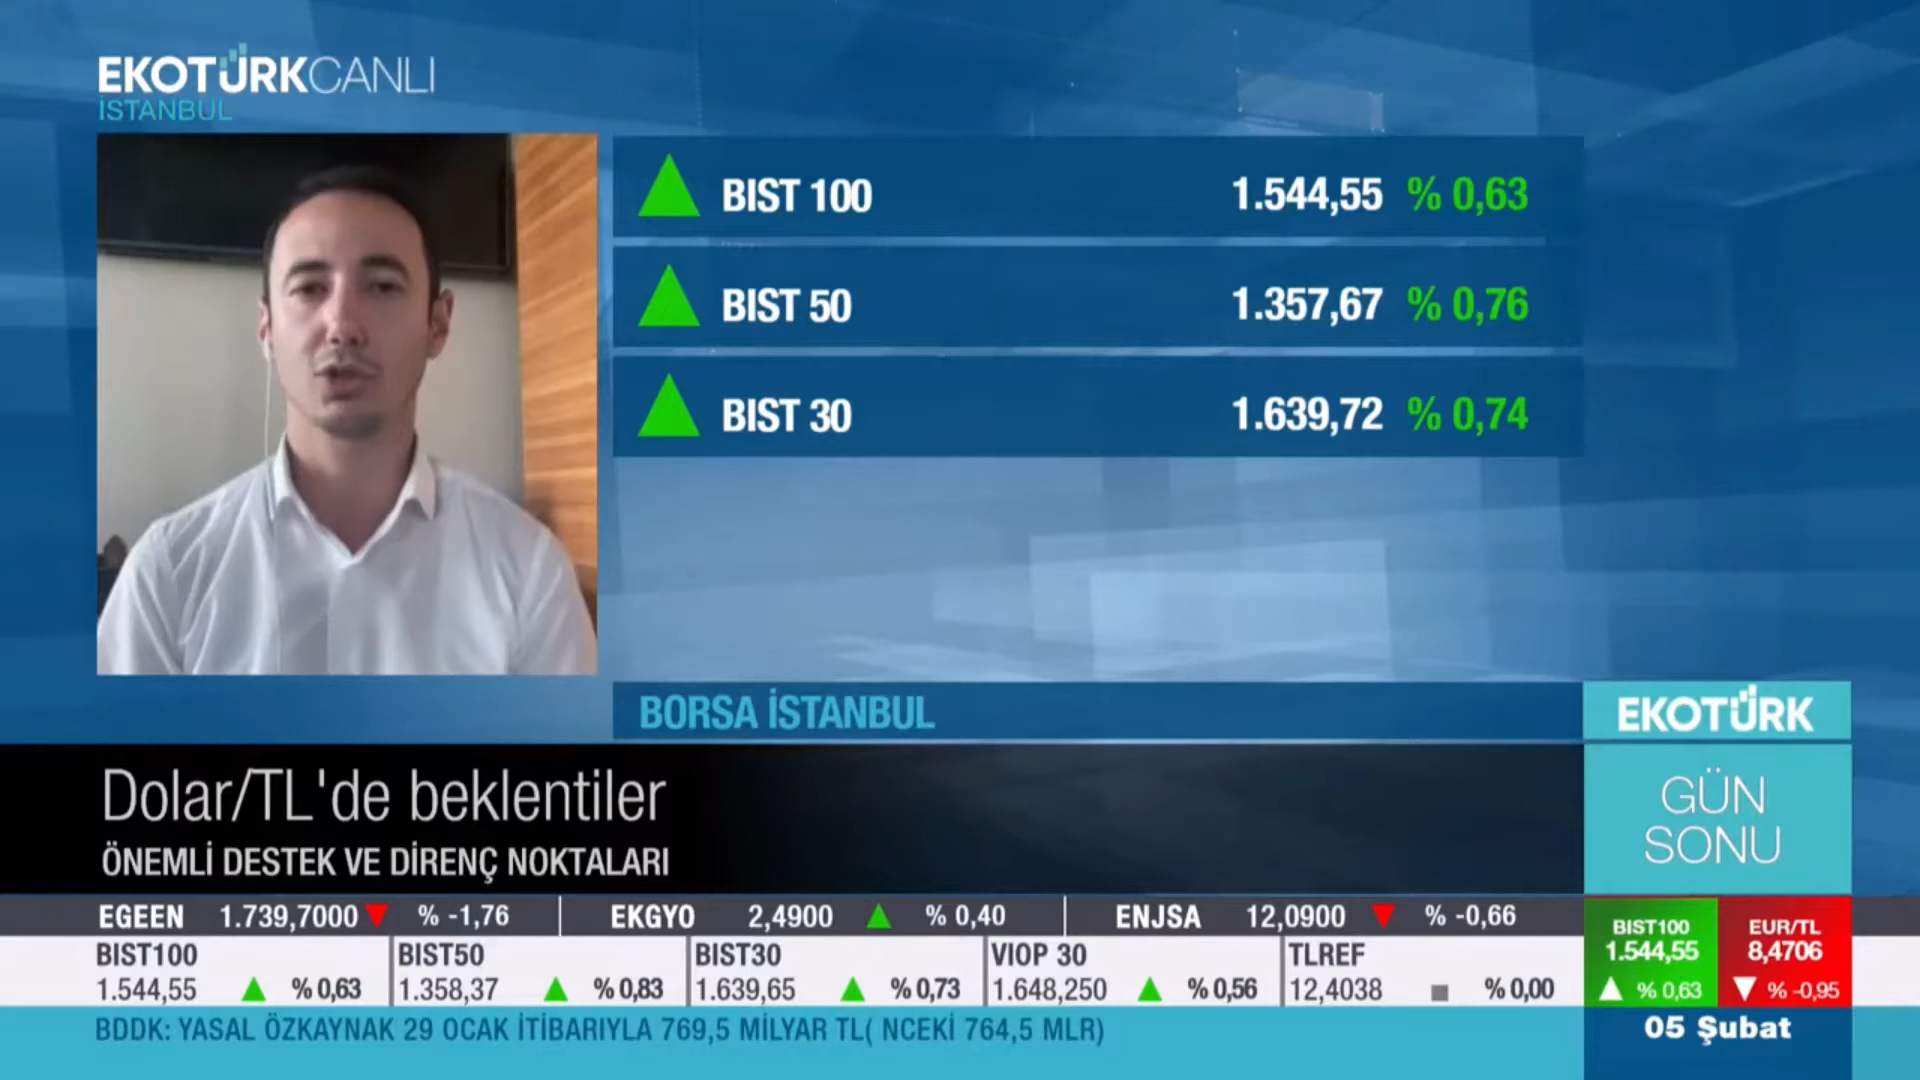 EKOTÜRKCANLI
İSTANBUL
BIST 100 1.544,55 % 0,63
BIST 50 1.357,67 % 0,76
BIST 30 1.639,72 % 0,74
BORSA İSTANBUL
EKOTÜRK
Dolar/TL'de beklentiler
ÖNEMLİ DESTEK VE DİRENÇ NOKTALARI
GÜN
SONU
EGEEN 1.739,7000 % -1,76 EKGYO 2,4900 % 0,40 ENJSA 12,0900 % -0,66
BIST100 BIST50 BIST30 VIOP 30 TLREF
1.544,55 % 0,63 1.358,37 % 0,83 1.639,65 % 0,73 1.648,250 % 0,56 12,4038 % 0,00
BIST100 EUR/TL
1.544,55 8,4706
% 0,63 % -0,95
BDDK: YASAL ÖZKAYNAK 29 OCAK İTİBARIYLA 769,5 MİLYAR TL( NCEKİ 764,5 MLR)
05 Şubat